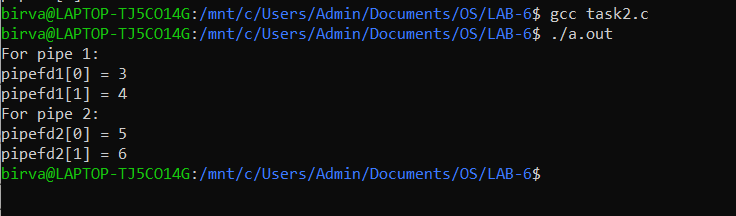 birva@LAPTOP-TJ5CO14G:/mnt/c/Users/Admin/Documents/OS/LAB-6$ gcc task2.c
birva@LAPTOP-TJ5CO14G:/mnt/c/Users/Admin/Documents/OS/LAB-6$ ./a.out
For pipe 1:
pipefd1[0] = 3
pipefd1[1] = 4
For pipe 2:
pipefd2[0] = 5
pipefd2[1] = 6
birva@LAPTOP-TJ5CO14G:/mnt/c/Users/Admin/Documents/OS/LAB-6$